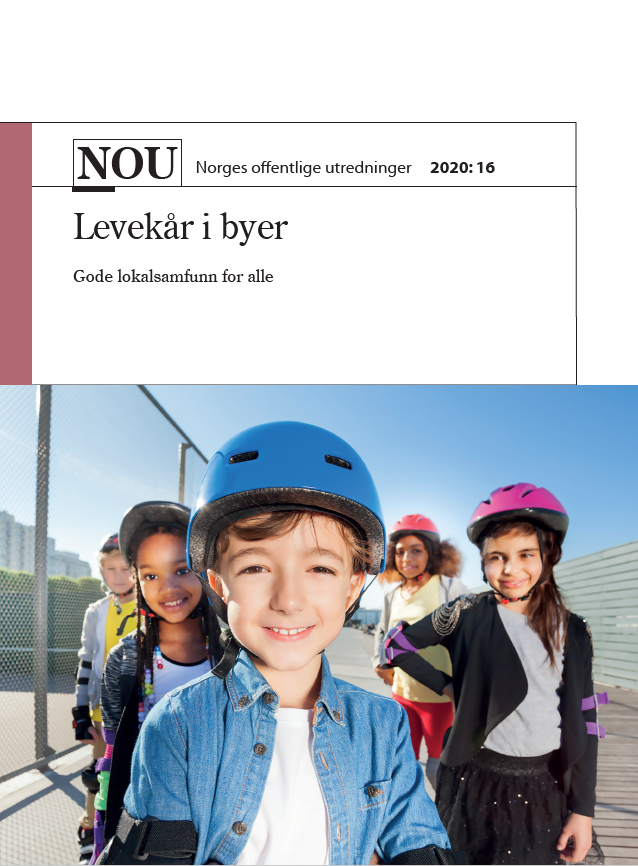 NOU Norges offentlige utredninger 2020: 16
Levekår i byer
Gode lokalsamfunn for alle